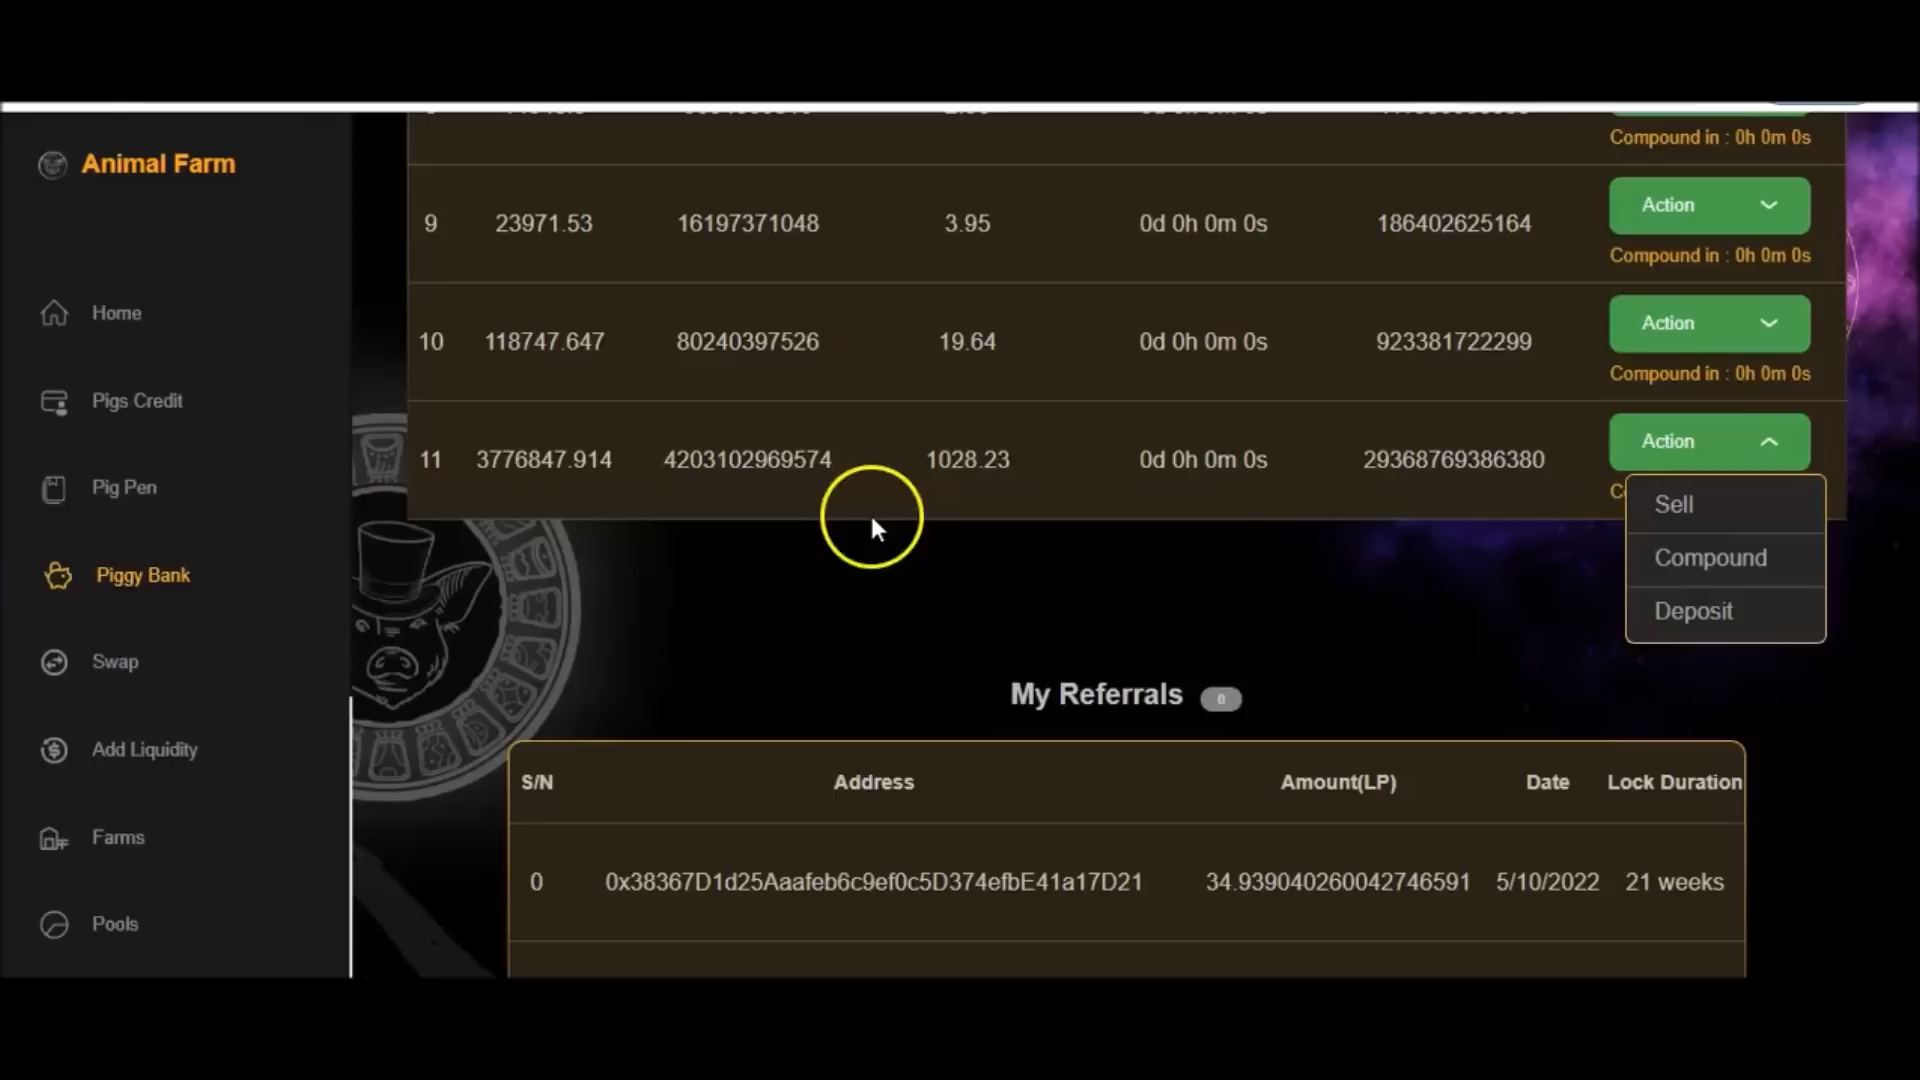 Compound in : 0h 0m 0s
Animal Farm
9 23971.53 16197371048 3.95 0d 0h 0m 0s 186402625164 Action
Compound in : 0h 0m 0s
Home
10 118747.647 80240397526 19.64 0d 0h 0m 0s 923381722299 Action
Compound in : 0h 0m 0s
Pigs Credit
11 3776847.914 4203102969574 1028.23 0d 0h 0m 0s 29368769386380 Action
Pig Pen
Sell
Compound
Deposit
Piggy Bank
Swap
My Referrals 0
Add Liquidity
S/N Address Amount(LP) Date Lock Duration
Farms
0 0x38367D1d25Aaafeb6c9ef0c5D374efbE41a17D21 34.939040260042746591 5/10/2022 21 weeks
Pools